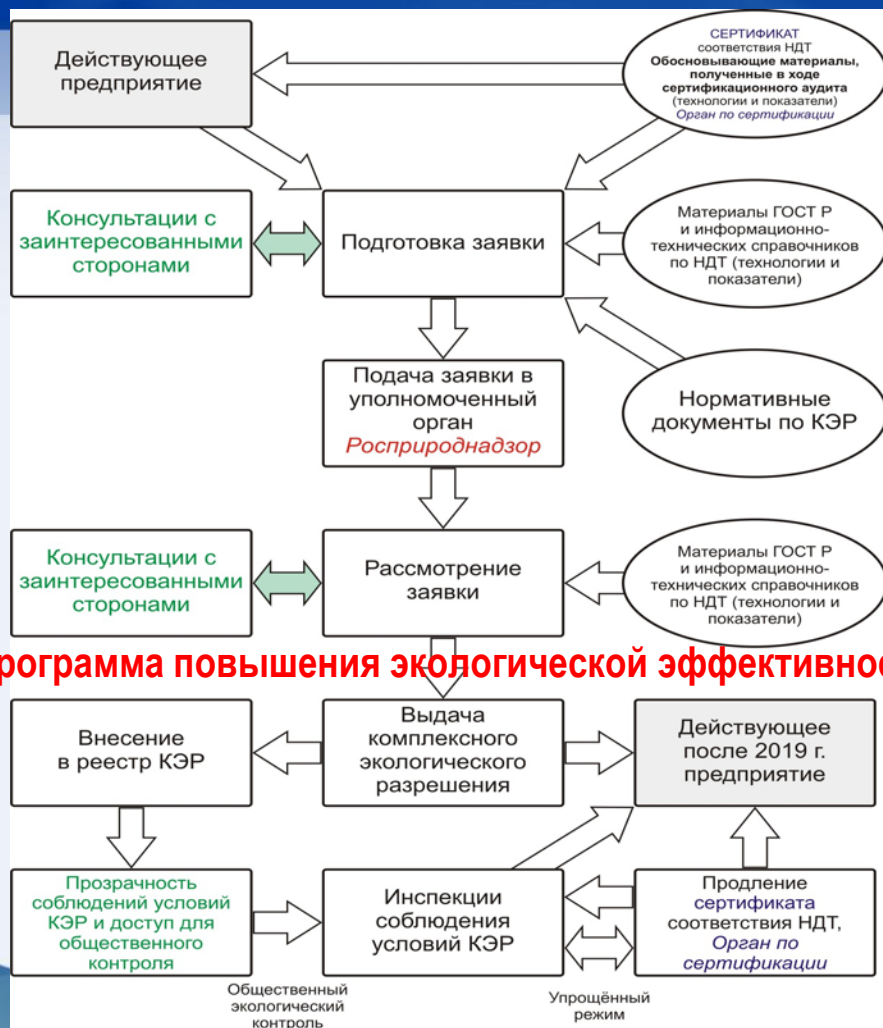 Действующее
предприятие
СЕРТИФИКАТ
соответствия НДТ
Обосновывающие материалы,
полученные в ходе
сертификационного аудита
(технологии и показатели)
Орган по сертификации
Консультации с
заинтересованными
сторонами
Подготовка заявки
Материалы ГОСТ Р
и информационно-
технических справочников
по НДТ (технологии и
показатели)
Подача заявки в
уполномоченный
орган
Росприроднадзор
Нормативные
документы по КЭР
Консультации с
заинтересованными
сторонами
Рассмотрение
заявки
Материалы ГОСТ Р
и информационно-
технических справочников
по НДТ (технологии и
показатели)
рограмма повышения экологической эффективнос
Внесение
в реестр КЭР
Выдача
комплексного
экологического
разрешения
Действующее
после 2019 г.
предприятие
Прозрачность
соблюдений условий
КЭР и доступ для
общественного
контроля
Инспекции
соблюдения
условий КЭР
Продление
сертификата
соответствия НДТ,
Орган по
сертификации
Общественный
экологический
контроль
Упрощённый
режим